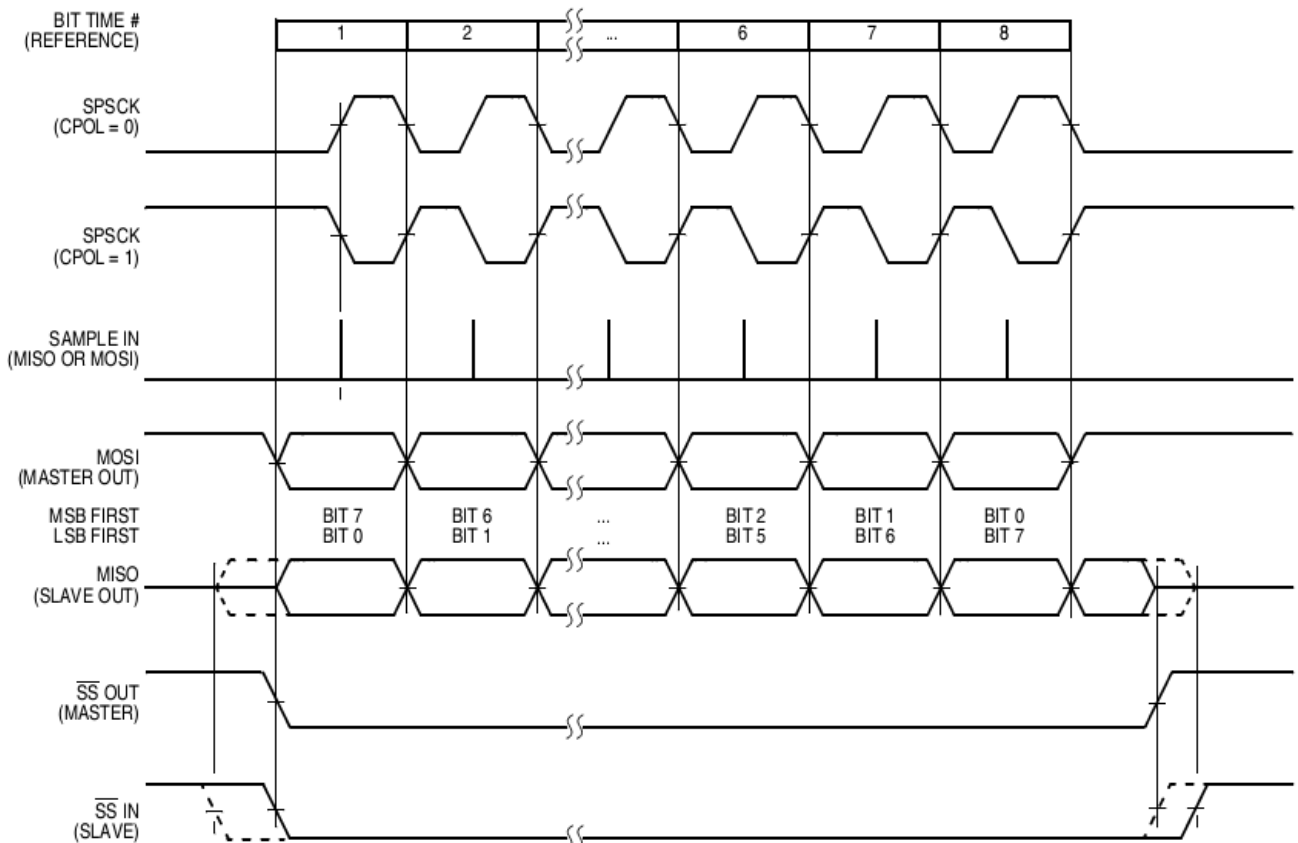 BIT TIME #
(REFERENCE)
1 2 ... 6 7 8
SPSCK
(CPOL = 0)
SPSCK
(CPOL = 1)
SAMPLE IN
(MISO OR MOSI)
MOSI
(MASTER OUT)
MSB FIRST BIT 7 BIT 6 ... BIT 2 BIT 1 BIT 0
LSB FIRST BIT 0 BIT 1 ... BIT 5 BIT 6 BIT 7
MISO
(SLAVE OUT)
S̅S̅ OUT
(MASTER)
S̅S̅ IN
(SLAVE)